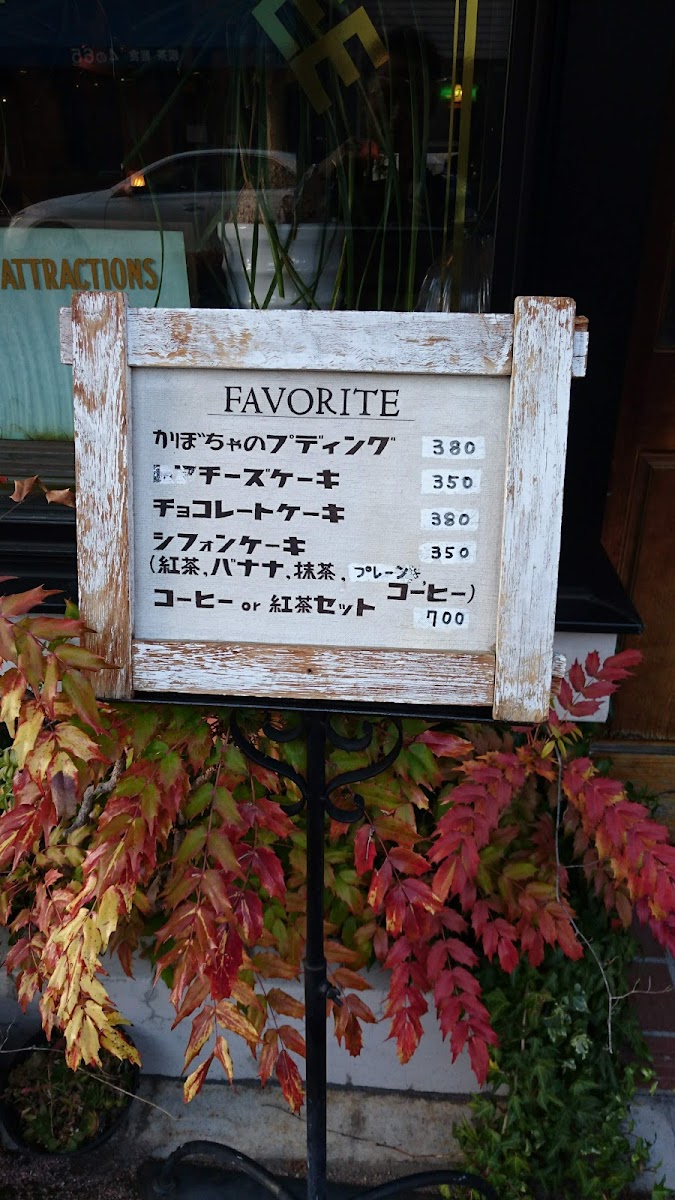 ATTRACTIONS
FAVORITE
かぼちゃのプディング 380
チーズケーキ 350
チョコレートケーキ 380
シフォンケーキ 350
(紅茶、バナナ、抹茶、プレーン、コーヒー)
コーヒー or 紅茶セット 700